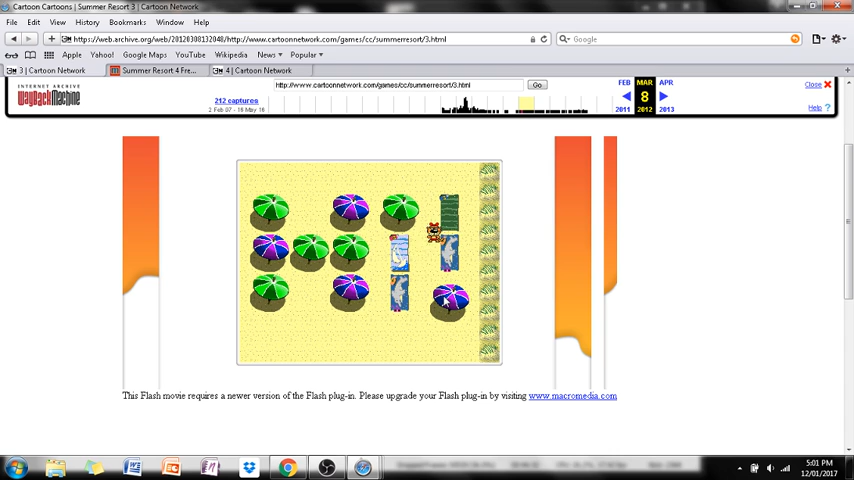 Cartoon Cartoons | Summer Resort 3 | Cartoon Network
File Edit View History Bookmarks Window Help
https://web.archive.org/web/20120308132048/http://www.cartoonnetwork.com/games/cc/summerresort/3.html
Google
Apple Yahoo! Google Maps YouTube Wikipedia News Popular
3 | Cartoon Network
Summer Resort 4 Fre...
4 | Cartoon Network
INTERNET ARCHIVE
WayBackMachine
http://www.cartoonnetwork.com/games/cc/summerresort/3.html
Go
FEB MAR APR
Close
212 captures
8
2 Feb 07 - 16 May 16
2011 2012 2013
Help
This Flash movie requires a newer version of the Flash plug-in. Please upgrade your Flash plug-in by visiting www.macromedia.com
5:01 PM
12/01/2017